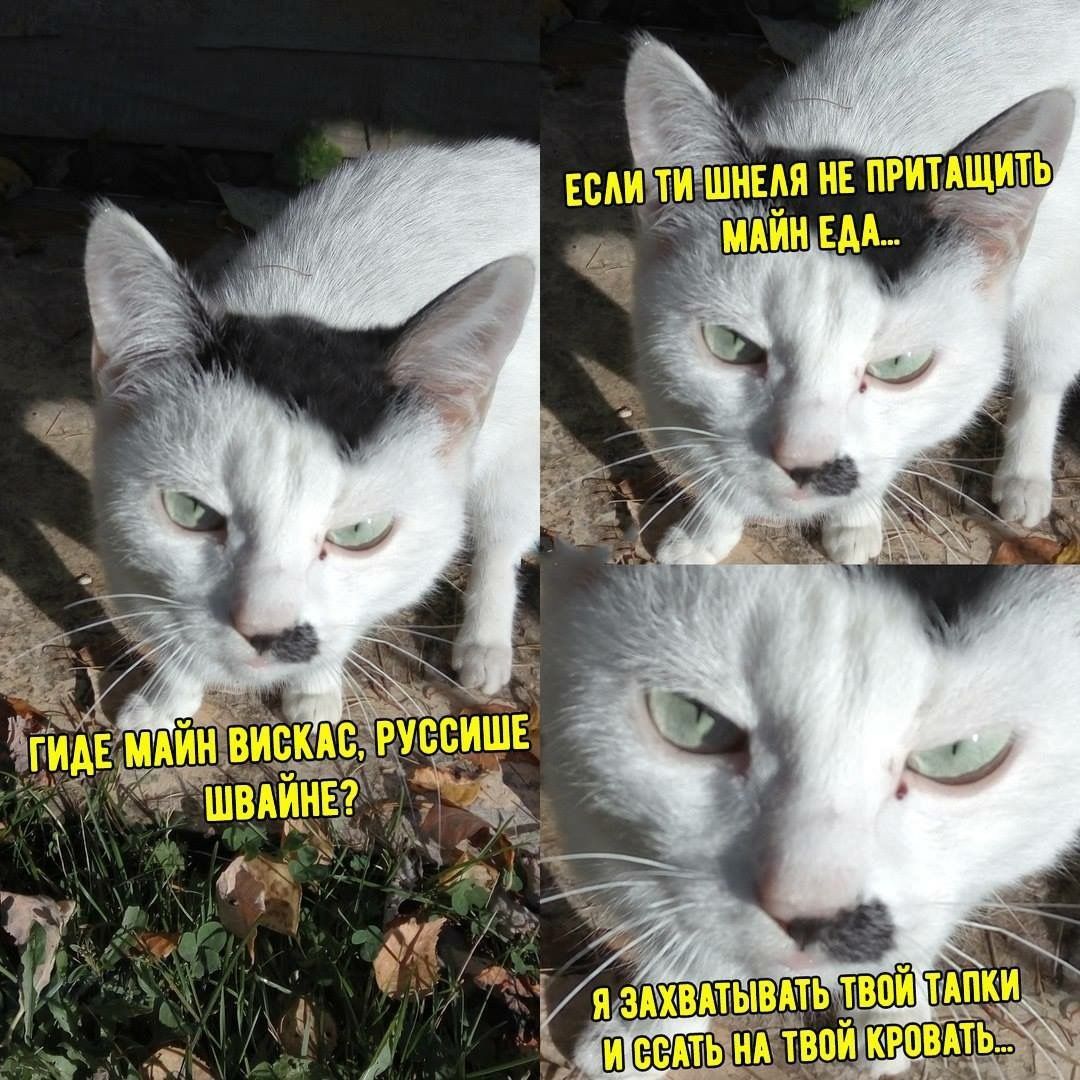 ГИДЕ МАЙН ВИСКАС, РУССИШЕ
ШВАЙНЕ?
ЕСЛИ ТИ ШНЕЛЯ НЕ ПРИТАЩИТЬ
МАЙН ЕДА...
Я ЗАХВАТЫВАТЬ ТВОЙ ТАПКИ
И ССАТЬ НА ТВОЙ КРОВАТЬ...